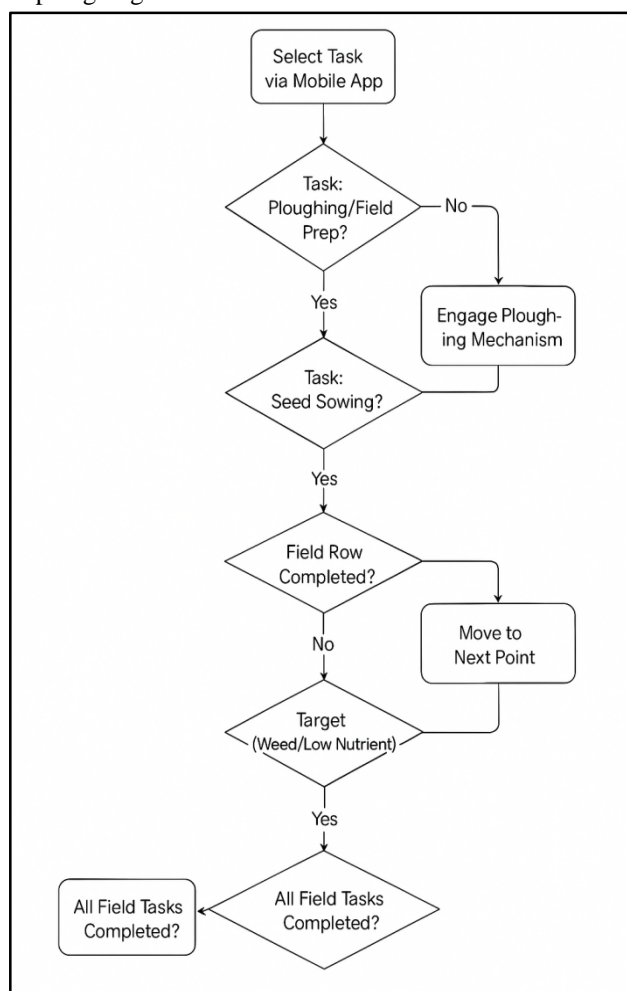 Select Task
via Mobile App
Task:
Ploughing/Field
Prep?
No
Yes
Engage Plough-
ing Mechanism
Task:
Seed Sowing?
Yes
Field Row
Completed?
No
Move to
Next Point
Target
(Weed/Low Nutrient)
Yes
All Field Tasks
Completed?
All Field Tasks
Completed?